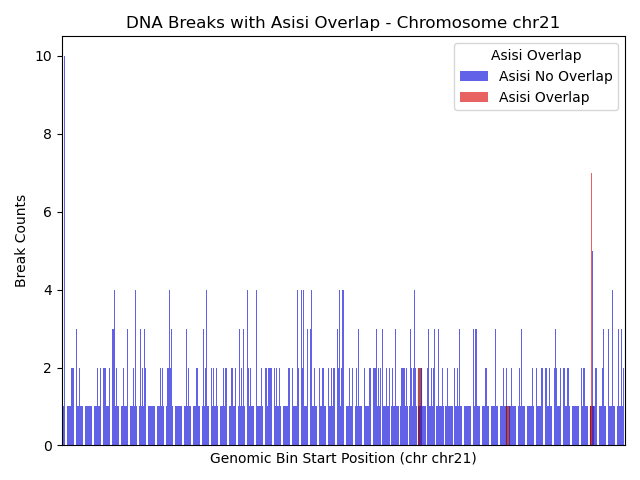 DNA Breaks with Asisi Overlap - Chromosome chr21
10
8
6
4
2
0
Break Counts
Asisi Overlap
Asisi No Overlap
Asisi Overlap
Genomic Bin Start Position (chr chr21)